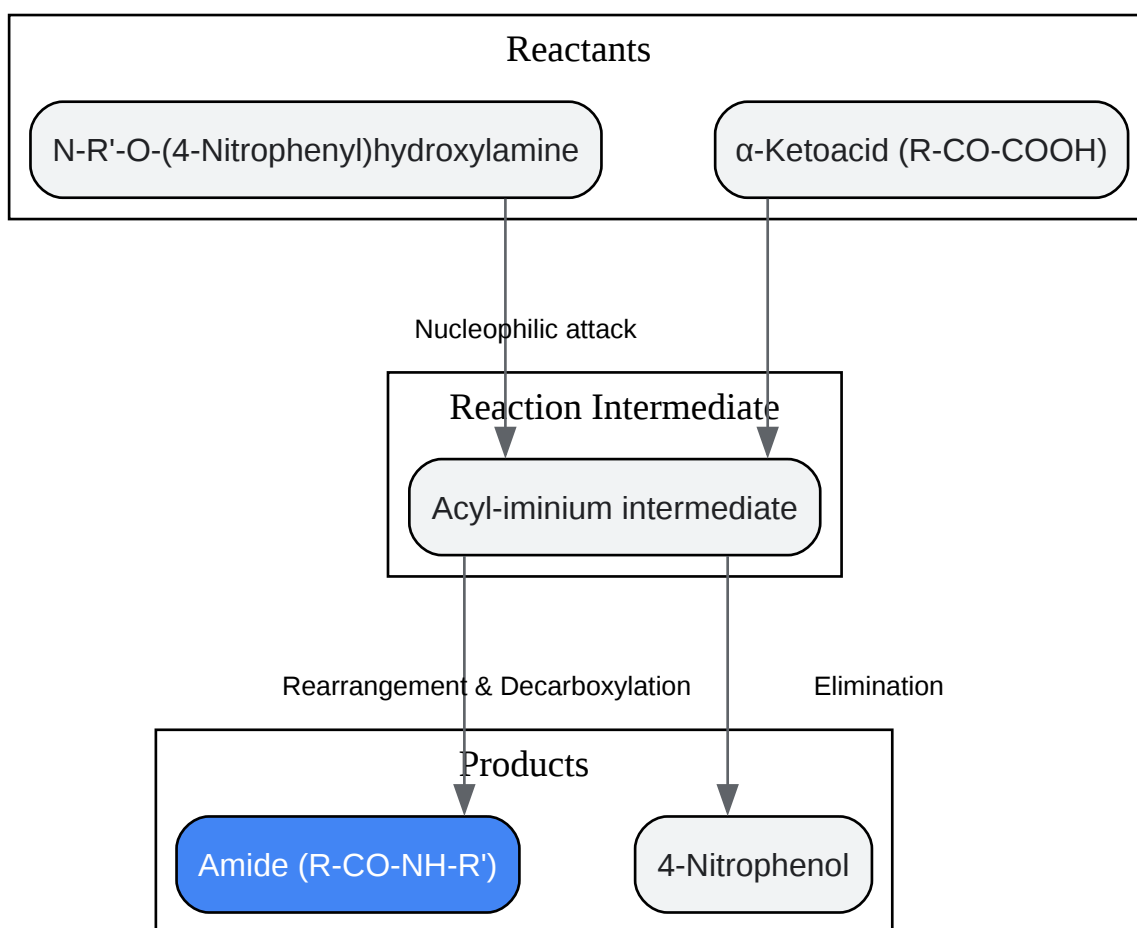 Reactants
N-R'-O-(4-Nitrophenyl)hydroxylamine
α-Ketoacid (R-CO-COOH)
Nucleophilic attack
Reaction Intermediate
Acyl-iminium intermediate
Rearrangement & Decarboxylation
Elimination
Products
Amide (R-CO-NH-R')
4-Nitrophenol